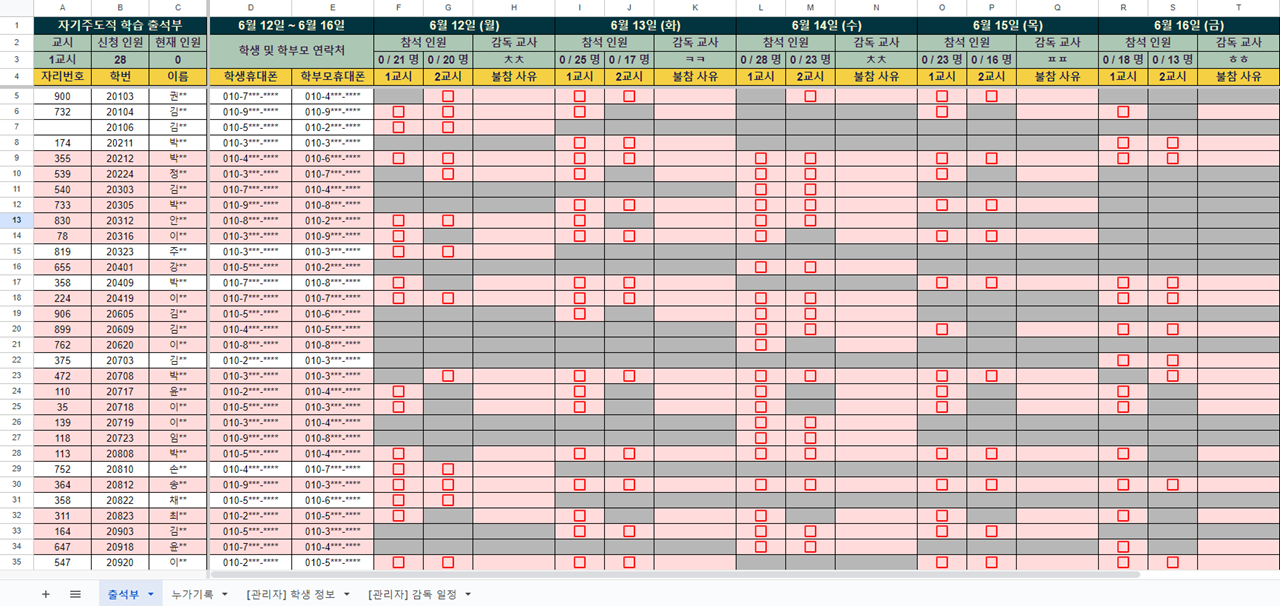 A B C D E F G H I J K L M N O P Q R S T
1 자기주도적 학습 출석부 6월 12일 ~ 6월 16일 6월 12일 (월) 6월 13일 (화) 6월 14일 (수) 6월 15일 (목) 6월 16일 (금)
2 교시 신청 인원 현재 인원 학생 및 학부모 연락처 참석 인원 감독 교사 참석 인원 감독 교사 참석 인원 감독 교사 참석 인원 감독 교사 참석 인원 감독 교사
3 1교시 28 0 0 / 21 명 0 / 20 명 ㅊㅊ 0 / 25 명 0 / 17 명 ㅋㅋ 0 / 28 명 0 / 23 명 ㅊㅊ 0 / 23 명 0 / 16 명 ㅍㅍ 0 / 18 명 0 / 13 명 ㅎㅎ
4 자리번호 학번 이름 학생휴대폰 학부모휴대폰 1교시 2교시 불참 사유 1교시 2교시 불참 사유 1교시 2교시 불참 사유 1교시 2교시 불참 사유 1교시 2교시 불참 사유
5 900 20103 권** 010-7***-**** 010-4***-****
6 732 20104 김** 010-9***-**** 010-9***-****
7 20106 김** 010-5***-**** 010-2***-****
8 174 20211 박** 010-3***-**** 010-3***-****
9 355 20212 박** 010-4***-**** 010-6***-****
10 539 20224 정** 010-3***-**** 010-7***-****
11 540 20303 김** 010-7***-**** 010-4***-****
12 733 20305 박** 010-9***-**** 010-8***-****
13 830 20312 안** 010-8***-**** 010-2***-****
14 78 20316 이** 010-3***-**** 010-9***-****
15 819 20323 주** 010-3***-**** 010-3***-****
16 655 20401 강** 010-5***-**** 010-2***-****
17 358 20409 박** 010-7***-**** 010-8***-****
18 224 20419 이** 010-7***-**** 010-7***-****
19 906 20605 김** 010-5***-**** 010-6***-****
20 899 20609 김** 010-4***-**** 010-5***-****
21 762 20620 이** 010-8***-**** 010-8***-****
22 375 20703 김** 010-2***-**** 010-3***-****
23 472 20708 박** 010-3***-**** 010-3***-****
24 110 20717 윤** 010-2***-**** 010-4***-****
25 35 20718 이** 010-5***-**** 010-3***-****
26 139 20719 이** 010-3***-**** 010-4***-****
27 118 20723 임** 010-9***-**** 010-8***-****
28 113 20808 박** 010-5***-**** 010-4***-****
29 752 20810 손** 010-4***-**** 010-7***-****
30 364 20812 송** 010-9***-**** 010-3***-****
31 358 20822 채** 010-5***-**** 010-6***-****
32 311 20823 최** 010-2***-**** 010-5***-****
33 164 20903 김** 010-5***-**** 010-3***-****
34 647 20918 윤** 010-7***-**** 010-4***-****
35 547 20920 이** 010-2***-**** 010-5***-****
출석부 누가기록 [관리자] 학생 정보 [관리자] 감독 일정